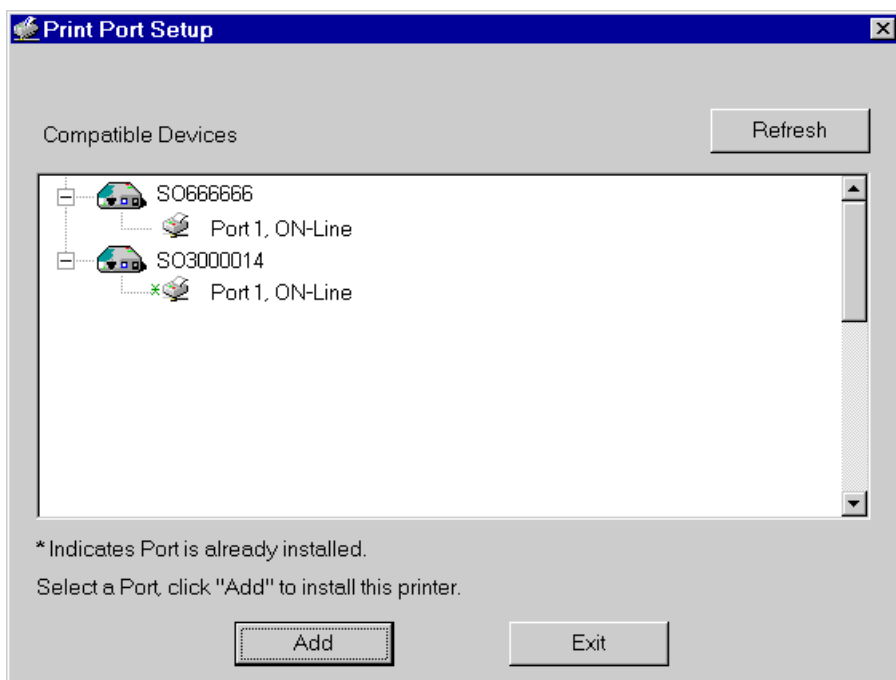 Print Port Setup
Compatible Devices
Refresh
SO666666
Port 1, ON-Line
SO3000014
* Port 1, ON-Line
* Indicates Port is already installed.
Select a Port, click "Add" to install this printer.
Add
Exit